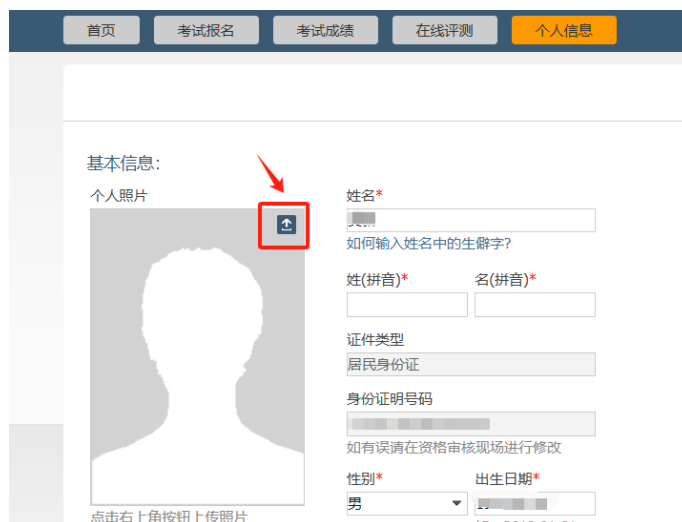 首页 考试报名 考试成绩 在线评测 个人信息
基本信息:
个人照片
姓名*
如何输入姓名中的生僻字?
姓(拼音)* 名(拼音)*
证件类型
居民身份证
身份证明号码
如有误请在资格审核现场进行修改
性别* 出生日期*
男
点击右上角按钮上传照片